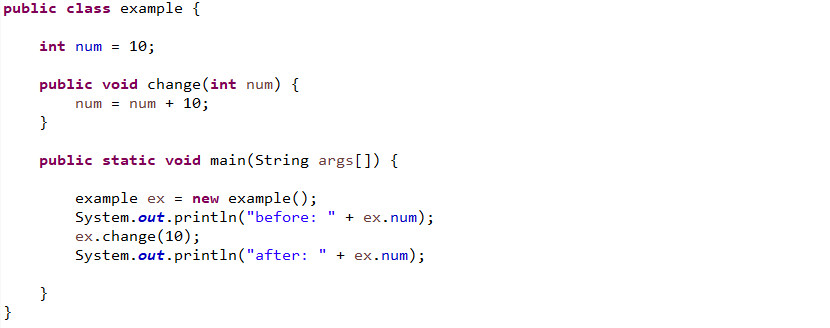 public class example {
int num = 10;
public void change(int num) {
num = num + 10;
}
public static void main(String args[]) {
example ex = new example();
System.out.println("before: " + ex.num);
ex.change(10);
System.out.println("after: " + ex.num);
}
}